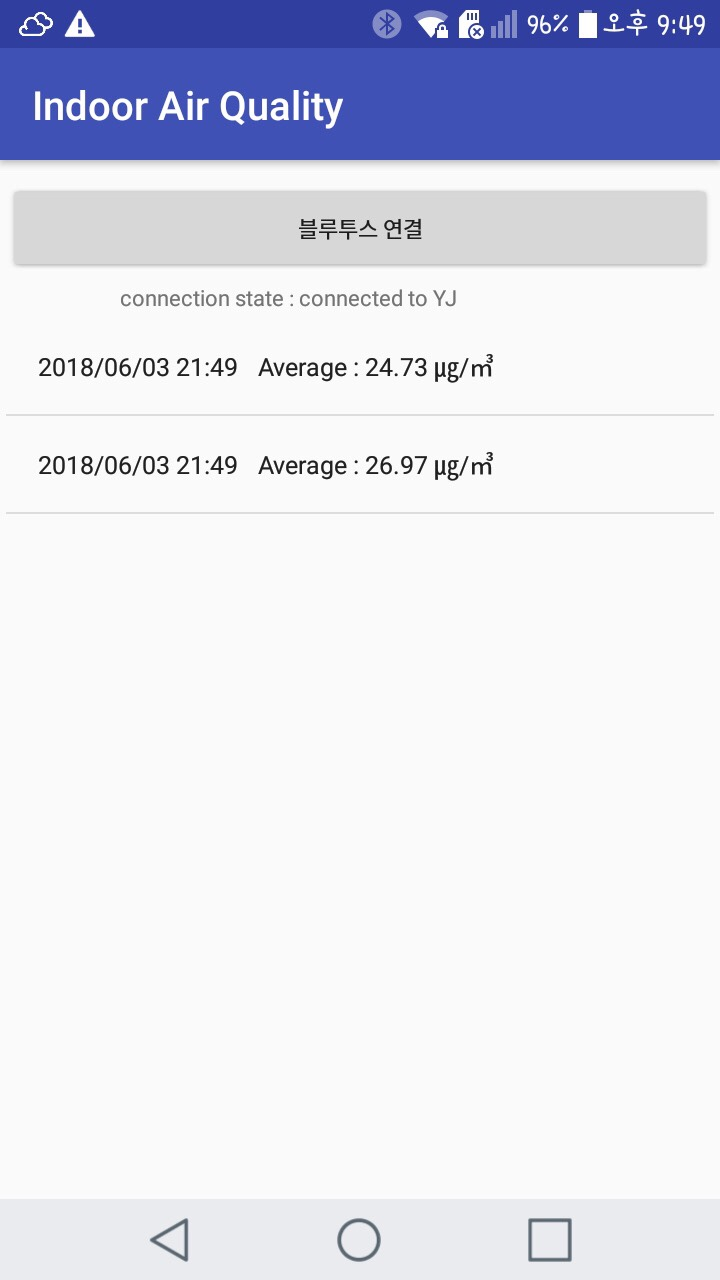 96% 오후 9:49
Indoor Air Quality
블루투스 연결
connection state : connected to YJ
2018/06/03 21:49 Average : 24.73 ㎍/㎥
2018/06/03 21:49 Average : 26.97 ㎍/㎥